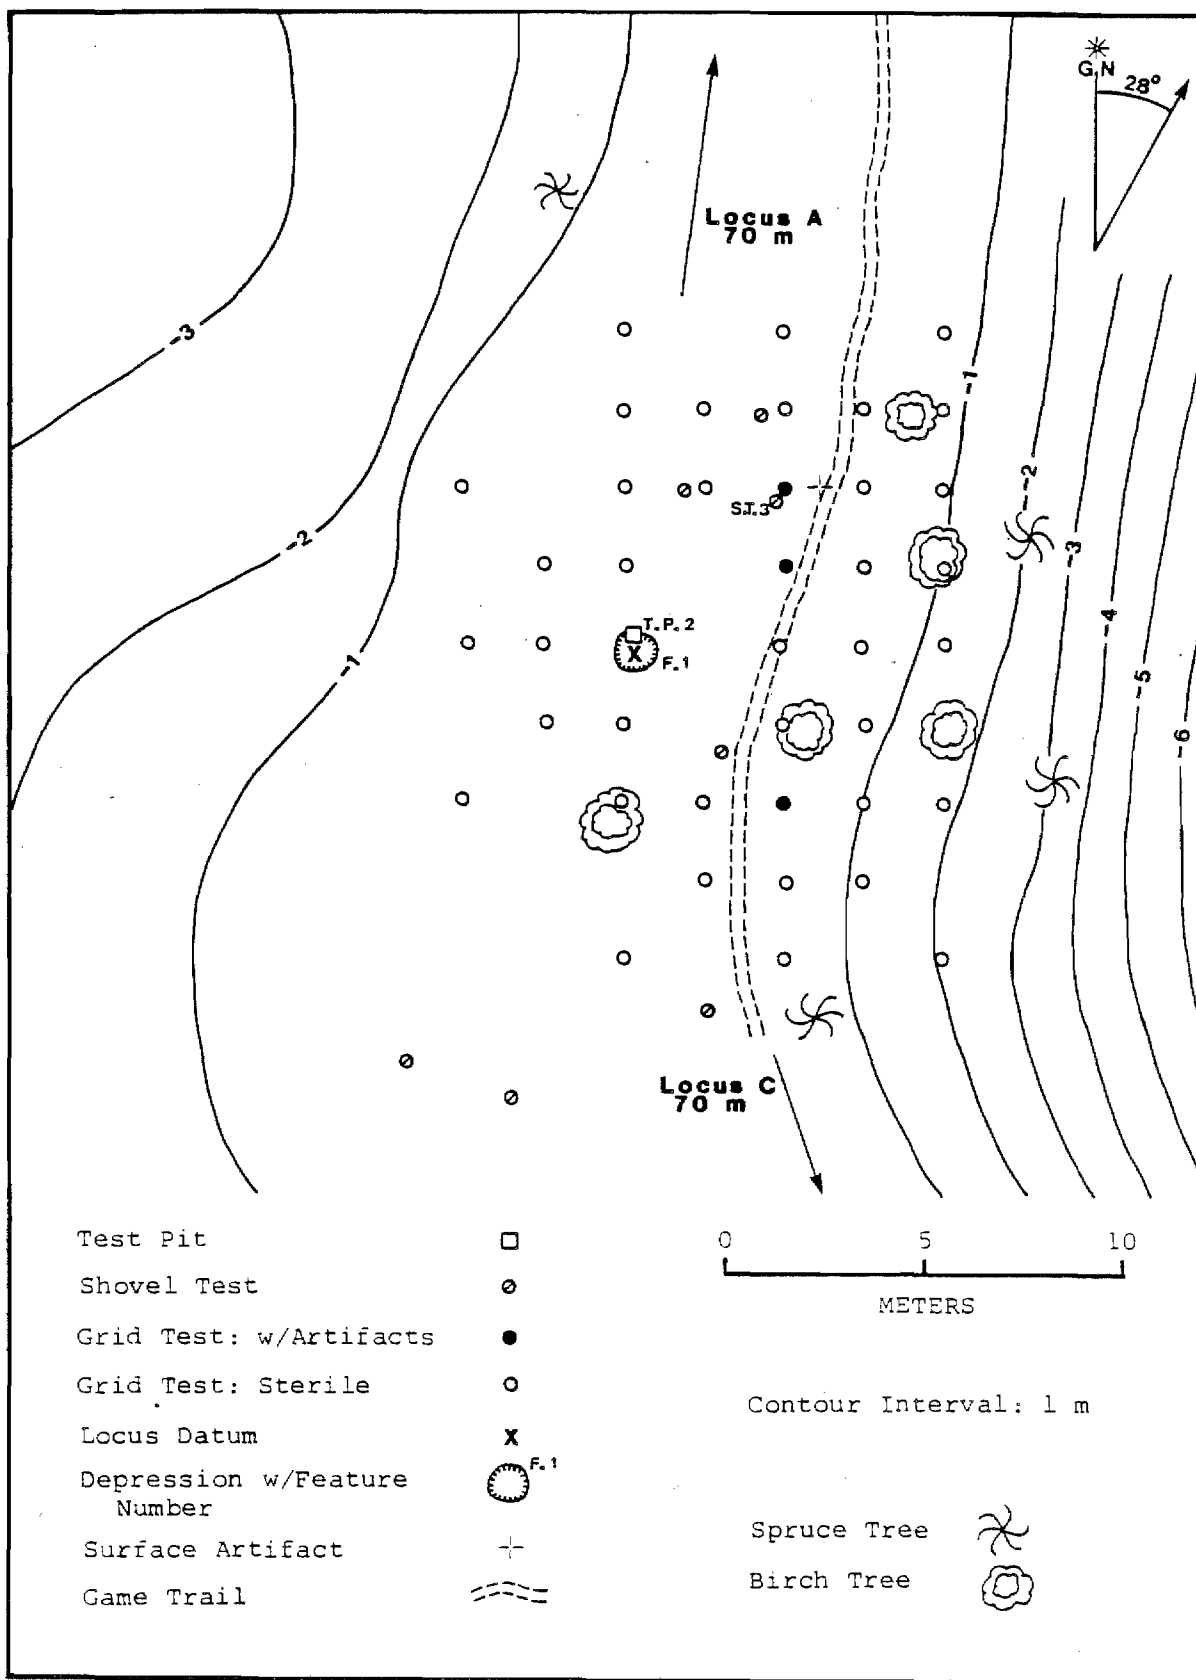 G.N
28°
Locus A
70 m
-3
-1
-2
S.T.3
-2
-3
-4
T.P.2
F.1
-1
-5
-6
Locus C
70 m
Test Pit
Shovel Test
Grid Test: w/Artifacts
Grid Test: Sterile
Locus Datum
X
Depression w/Feature
Number
F.1
Surface Artifact
Game Trail
0 5 10
METERS
Contour Interval: 1 m
Spruce Tree
Birch Tree